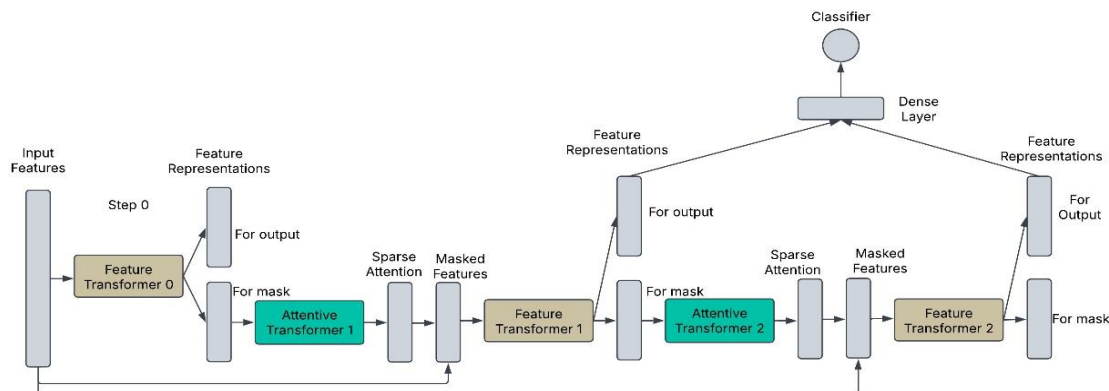 Classifier
Dense
Layer
Feature
Representations
Feature
Representations
Input
Features
Feature
Representations
Step 0
For output
For output
For
Output
Sparse
Attention
Masked
Features
Sparse
Attention
Masked
Features
Feature
Transformer 0
For mask
Attentive
Transformer 1
Feature
Transformer 1
For mask
Attentive
Transformer 2
Feature
Transformer 2
For mask